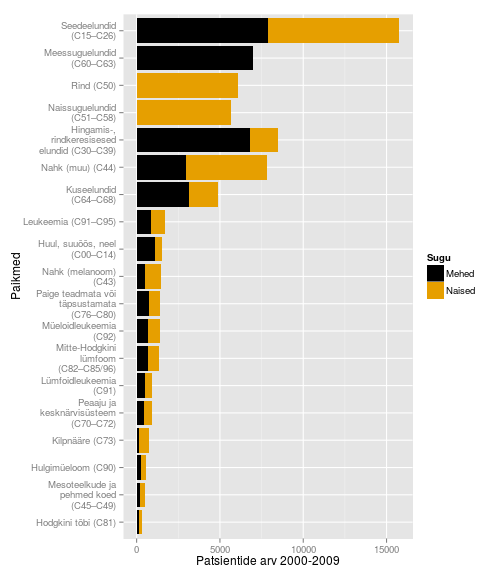 Seedeelundid
(C15–C26)
Meessuguelundid
(C60–C63)
Rind (C50)
Naissuguelundid
(C51–C58)
Hingamis-,
rindkeresisesed
elundid (C30–C39)
Nahk (muu) (C44)
Kuseelundid
(C64–C68)
Leukeemia (C91–C95)
Huul, suuöös, neel
(C00–C14)
Nahk (melanoom)
(C43)
Paige teadmata või
täpsustamata
(C76–C80)
Müeloidleukeemia
(C92)
Mitte-Hodgkini
lümfoom
(C82–C85/96)
Lümfoidleukeemia
(C91)
Peaaju ja
kesknärvisüsteem
(C70–C72)
Kilpnääre (C73)
Hulgimüeloom (C90)
Mesoteelkude ja
pehmed koed
(C45–C49)
Hodgkini tõbi (C81)
Paikmed
0 5000 10000 15000
Patsientide arv 2000-2009
Sugu
Mehed
Naised